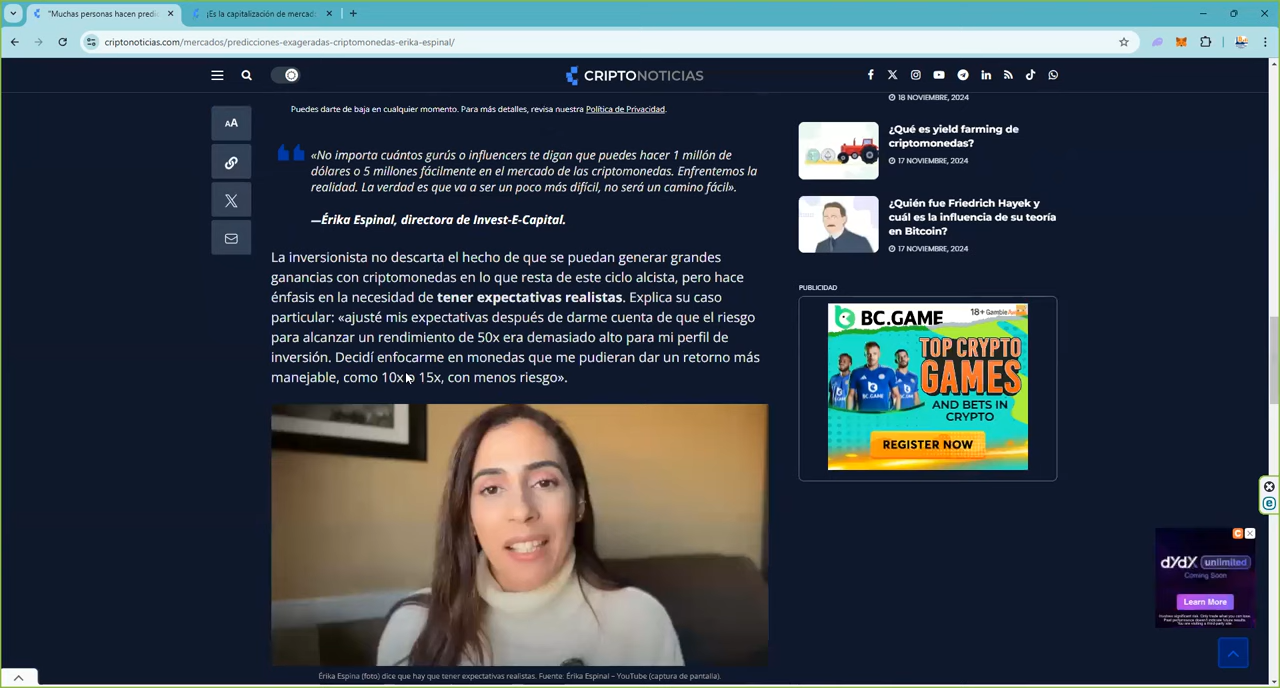 "Muchas personas hacen predic
¿Es la capitalización de mercado
criptonoticias.com/mercados/predicciones-exageradas-criptomonedas-erika-espinal/
CRIPTONOTICIAS
AA
Puedes darte de baja en cualquier momento. Para más detalles, revisa nuestra Política de Privacidad.
«No importa cuántos gurús o influencers te digan que puedes hacer 1 millón de
dólares o 5 millones fácilmente en el mercado de las criptomonedas. Enfrentemos la
realidad. La verdad es que va a ser un poco más difícil, no será un camino fácil».
—Érika Espinal, directora de Invest-E-Capital.
La inversionista no descarta el hecho de que se puedan generar grandes
ganancias con criptomonedas en lo que resta de este ciclo alcista, pero hace
énfasis en la necesidad de tener expectativas realistas. Explica su caso
particular: «ajusté mis expectativas después de darme cuenta de que el riesgo
para alcanzar un rendimiento de 50x era demasiado alto para mi perfil de
inversión. Decidí enfocarme en monedas que me pudieran dar un retorno más
manejable, como 10x o 15x, con menos riesgo».
Érika Espina (foto) dice que hay que tener expectativas realistas. Fuente: Érika Espinal – YouTube (captura de pantalla).
18 NOVIEMBRE, 2024
¿Qué es yield farming de
criptomonedas?
17 NOVIEMBRE, 2024
¿Quién fue Friedrich Hayek y
cuál es la influencia de su teoría
en Bitcoin?
17 NOVIEMBRE, 2024
PUBLICIDAD
BC.GAME
18+
TOP CRYPTO
GAMES
AND BETS IN
CRYPTO
REGISTER NOW
dYdX unlimited
Coming Soon
Learn More